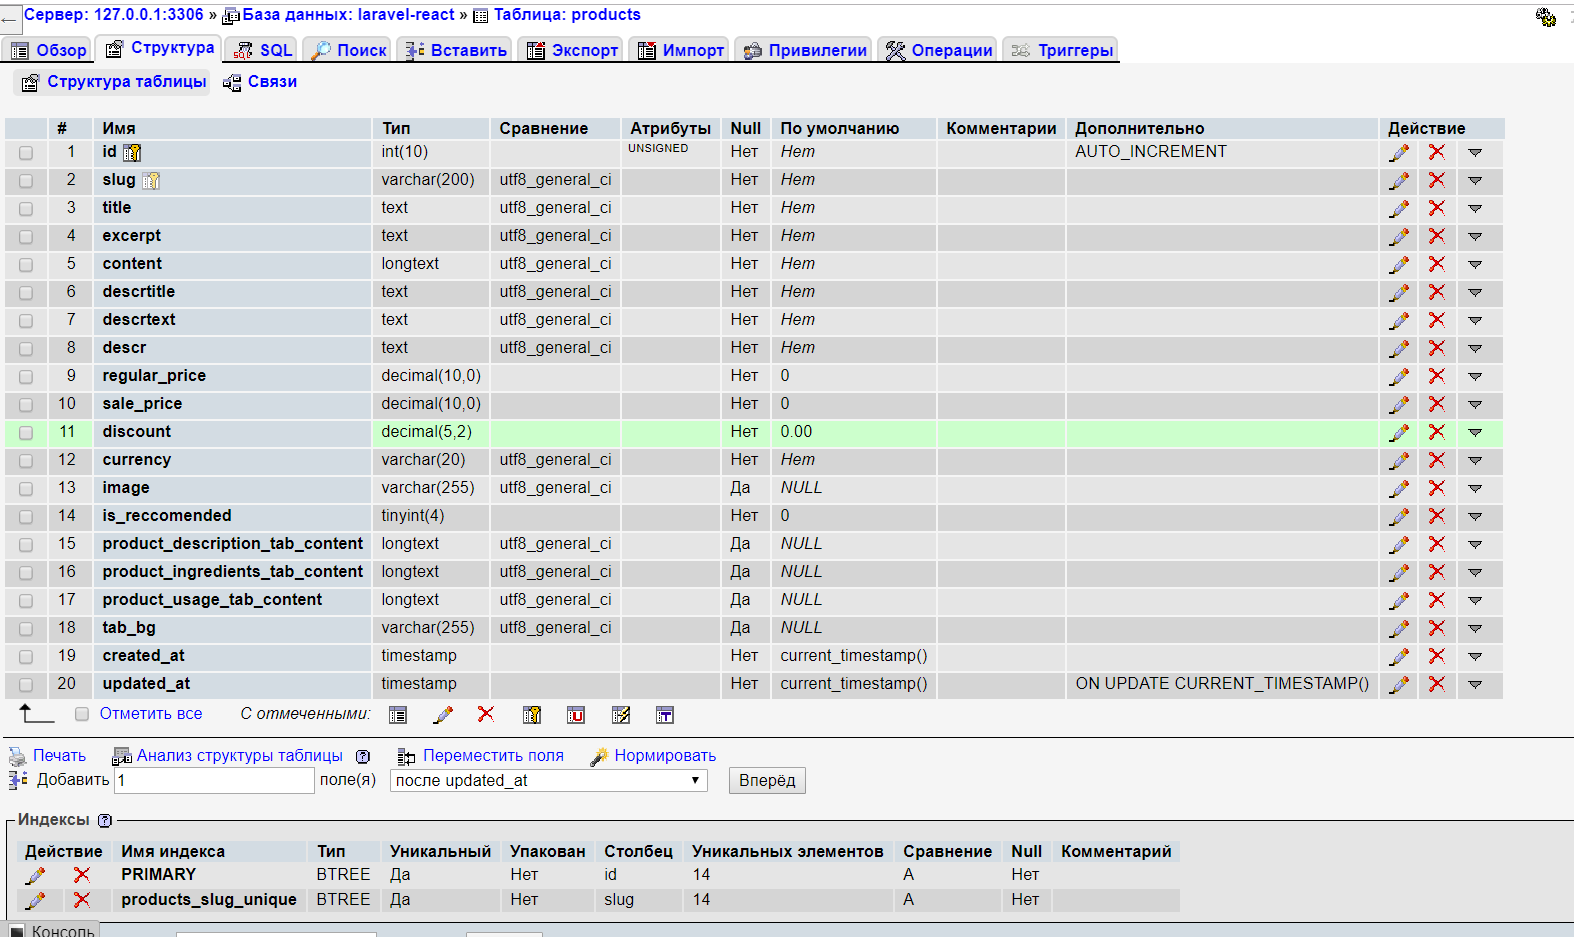 Сервер: 127.0.0.1:3306 » База данных: laravel-react » Таблица: products
Обзор Структура SQL Поиск Вставить Экспорт Импорт Привилегии Операции Триггеры
Структура таблицы Связи
# Имя Тип Сравнение Атрибуты Null По умолчанию Комментарии Дополнительно Действие
1 id int(10) UNSIGNED Нет Нет AUTO_INCREMENT
2 slug varchar(200) utf8_general_ci Нет Нет
3 title text utf8_general_ci Нет Нет
4 excerpt text utf8_general_ci Нет Нет
5 content longtext utf8_general_ci Нет Нет
6 descrtitle text utf8_general_ci Нет Нет
7 descrtext text utf8_general_ci Нет Нет
8 descr text utf8_general_ci Нет Нет
9 regular_price decimal(10,0) Нет 0
10 sale_price decimal(10,0) Нет 0
11 discount decimal(5,2) Нет 0.00
12 currency varchar(20) utf8_general_ci Нет Нет
13 image varchar(255) utf8_general_ci Да NULL
14 is_reccomended tinyint(4) Нет 0
15 product_description_tab_content longtext utf8_general_ci Да NULL
16 product_ingredients_tab_content longtext utf8_general_ci Да NULL
17 product_usage_tab_content longtext utf8_general_ci Да NULL
18 tab_bg varchar(255) utf8_general_ci Да NULL
19 created_at timestamp Нет current_timestamp()
20 updated_at timestamp Нет current_timestamp() ON UPDATE CURRENT_TIMESTAMP()
Отметить все С отмеченными:
Печать Анализ структуры таблицы Переместить поля Нормировать
Добавить 1 поле(я) после updated_at Вперёд
Индексы
Действие Имя индекса Тип Уникальный Упакован Столбец Уникальных элементов Сравнение Null Комментарий
PRIMARY BTREE Да Нет id 14 A Нет
products_slug_unique BTREE Да Нет slug 14 A Нет
Консоль